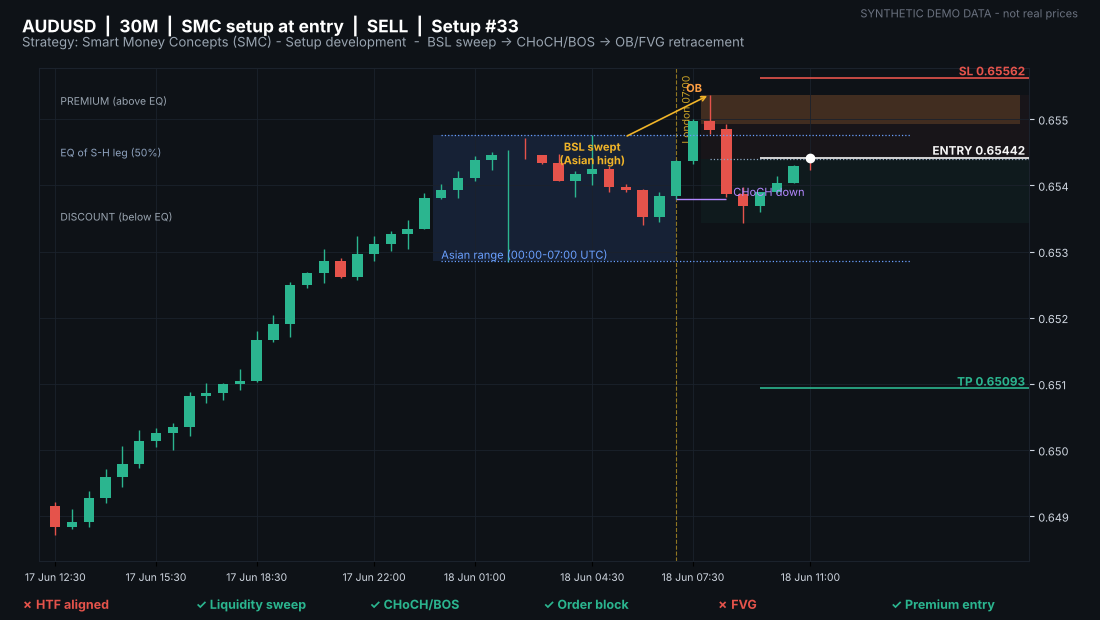 SYNTHETIC DEMO DATA - not real prices
AUDUSD | 30M | SMC setup at entry | SELL | Setup #33
Strategy: Smart Money Concepts (SMC) - Setup development - BSL sweep → CHoCH/BOS → OB/FVG retracement
SL 0.65562
London 07:00
OB
PREMIUM (above EQ)
0.655
BSL swept
(Asian high)
ENTRY 0.65442
EQ of S-H leg (50%)
0.654
CHoCH down
DISCOUNT (below EQ)
Asian range (00:00-07:00 UTC)
0.653
0.652
TP 0.65093
0.651
0.650
0.649
17 Jun 12:30 17 Jun 15:30 17 Jun 18:30 17 Jun 22:00 18 Jun 01:00 18 Jun 04:30 18 Jun 07:30 18 Jun 11:00
× HTF aligned ✓ Liquidity sweep ✓ CHoCH/BOS ✓ Order block × FVG ✓ Premium entry